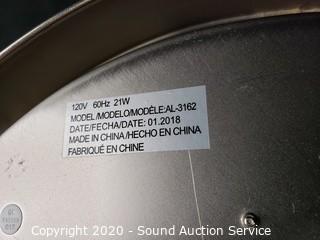 120V 60Hz 21W
MODEL/MODELO/MODÈLE:AL-3162
DATE/FECHA/DATE: 01.2018
MADE IN CHINA/HECHO EN CHINA
FABRIQUÉ EN CHINE
QC
Copyright © 2020 - Sound Auction Service